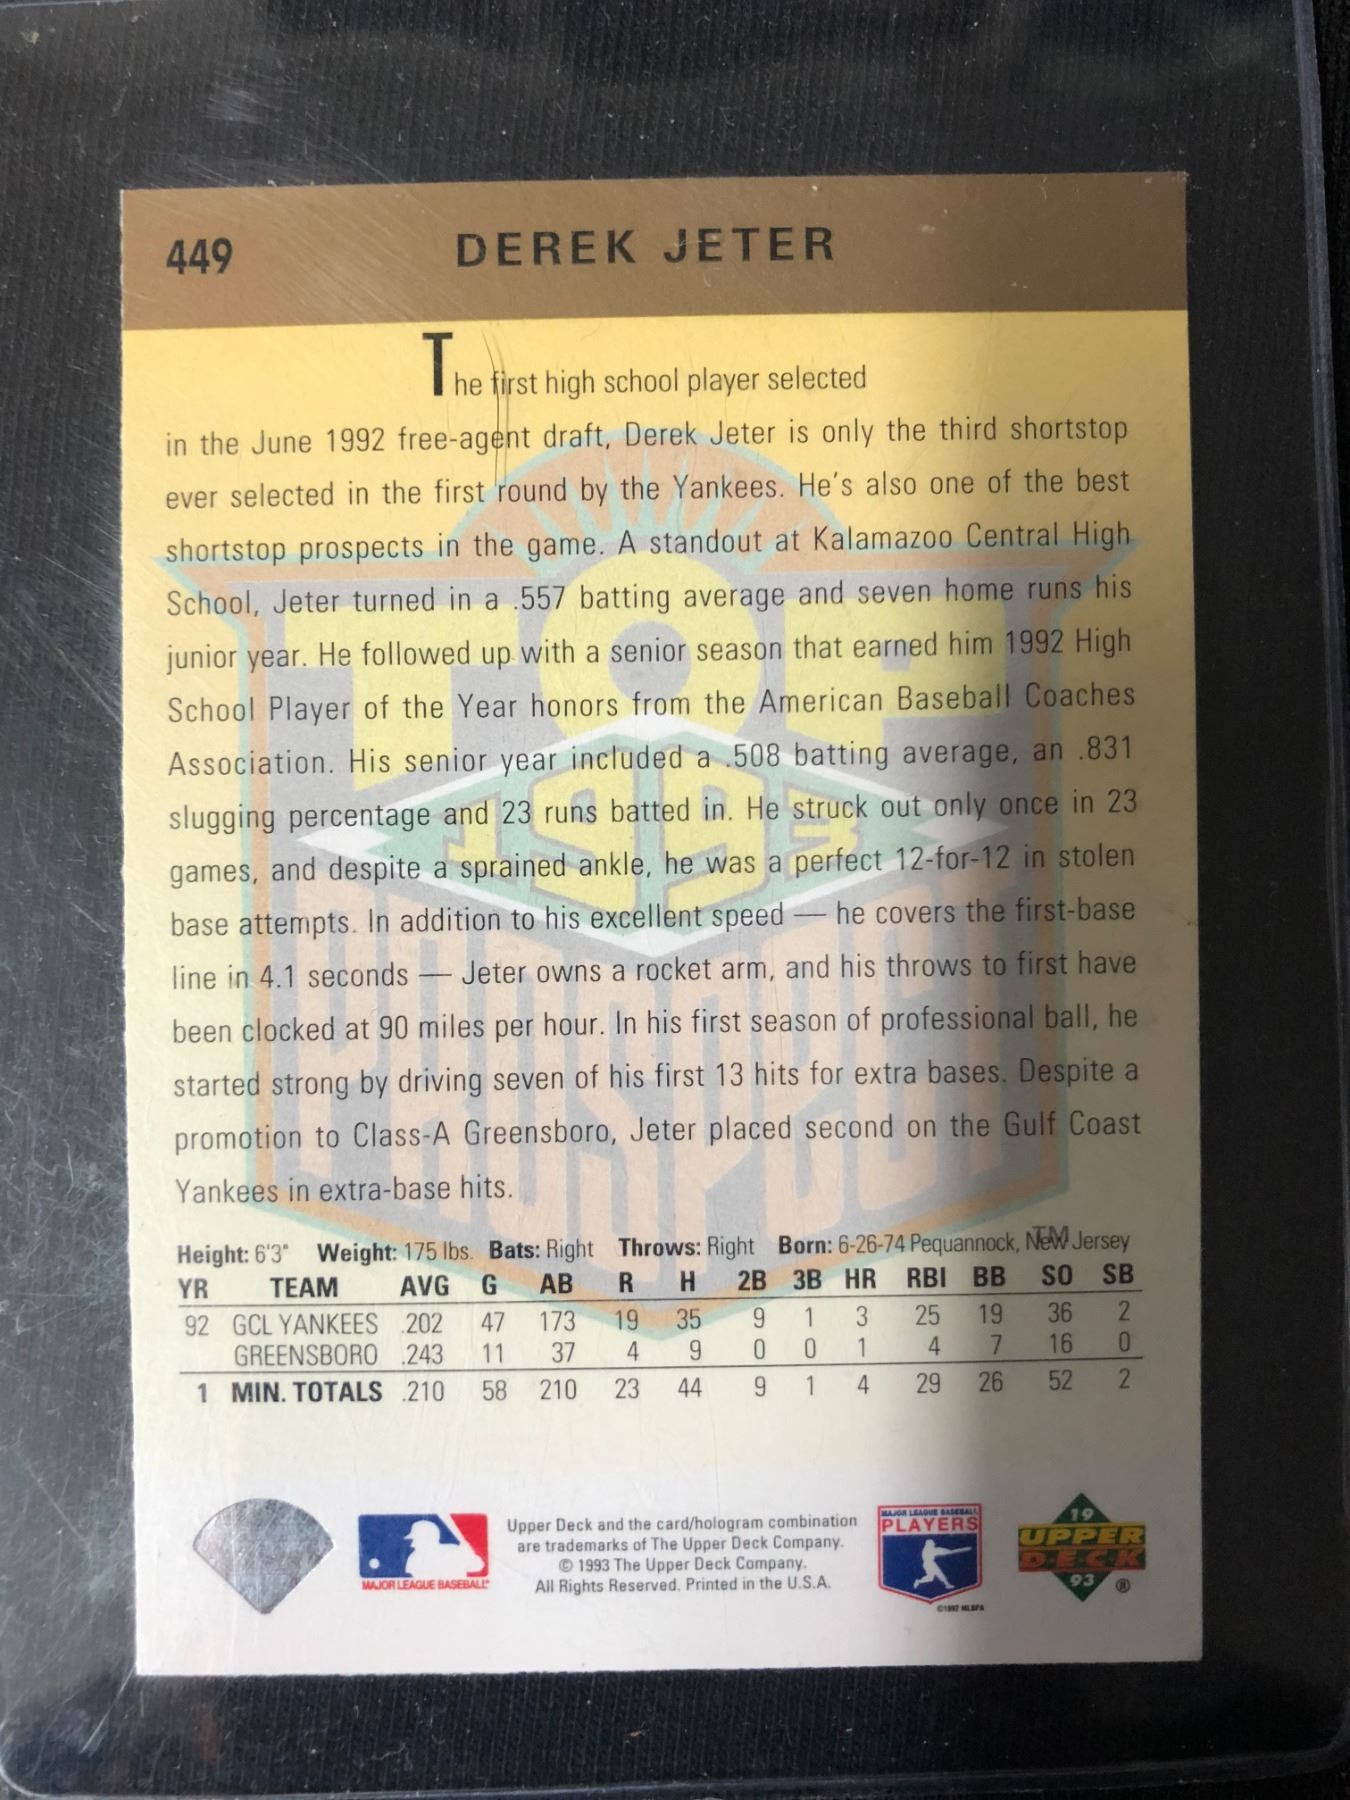 449 DEREK JETER
The first high school player selected
in the June 1992 free-agent draft, Derek Jeter is only the third shortstop
ever selected in the first round by the Yankees. He's also one of the best
shortstop prospects in the game. A standout at Kalamazoo Central High
School, Jeter turned in a .557 batting average and seven home runs his
junior year. He followed up with a senior season that earned him 1992 High
School Player of the Year honors from the American Baseball Coaches
Association. His senior year included a .508 batting average, an .831
slugging percentage and 23 runs batted in. He struck out only once in 23
games, and despite a sprained ankle, he was a perfect 12-for-12 in stolen
base attempts. In addition to his excellent speed — he covers the first-base
line in 4.1 seconds — Jeter owns a rocket arm, and his throws to first have
been clocked at 90 miles per hour. In his first season of professional ball, he
started strong by driving seven of his first 13 hits for extra bases. Despite a
promotion to Class-A Greensboro, Jeter placed second on the Gulf Coast
Yankees in extra-base hits.
TOP
1993
PROSPECT
TM
Height: 6'3" Weight: 175 lbs. Bats: Right Throws: Right Born: 6-26-74 Pequannock, New Jersey
YR TEAM AVG G AB R H 2B 3B HR RBI BB SO SB
92 GCL YANKEES .202 47 173 19 35 9 1 3 25 19 36 2
GREENSBORO .243 11 37 4 9 0 0 1 4 7 16 0
1 MIN. TOTALS .210 58 210 23 44 9 1 4 29 26 52 2
MAJOR LEAGUE BASEBALL®
Upper Deck and the card/hologram combination
are trademarks of The Upper Deck Company.
© 1993 The Upper Deck Company.
All Rights Reserved. Printed in the U.S.A.
MAJOR LEAGUE BASEBALL
PLAYERS
©1992 MLBPA
19
UPPER
DECK
93 ®